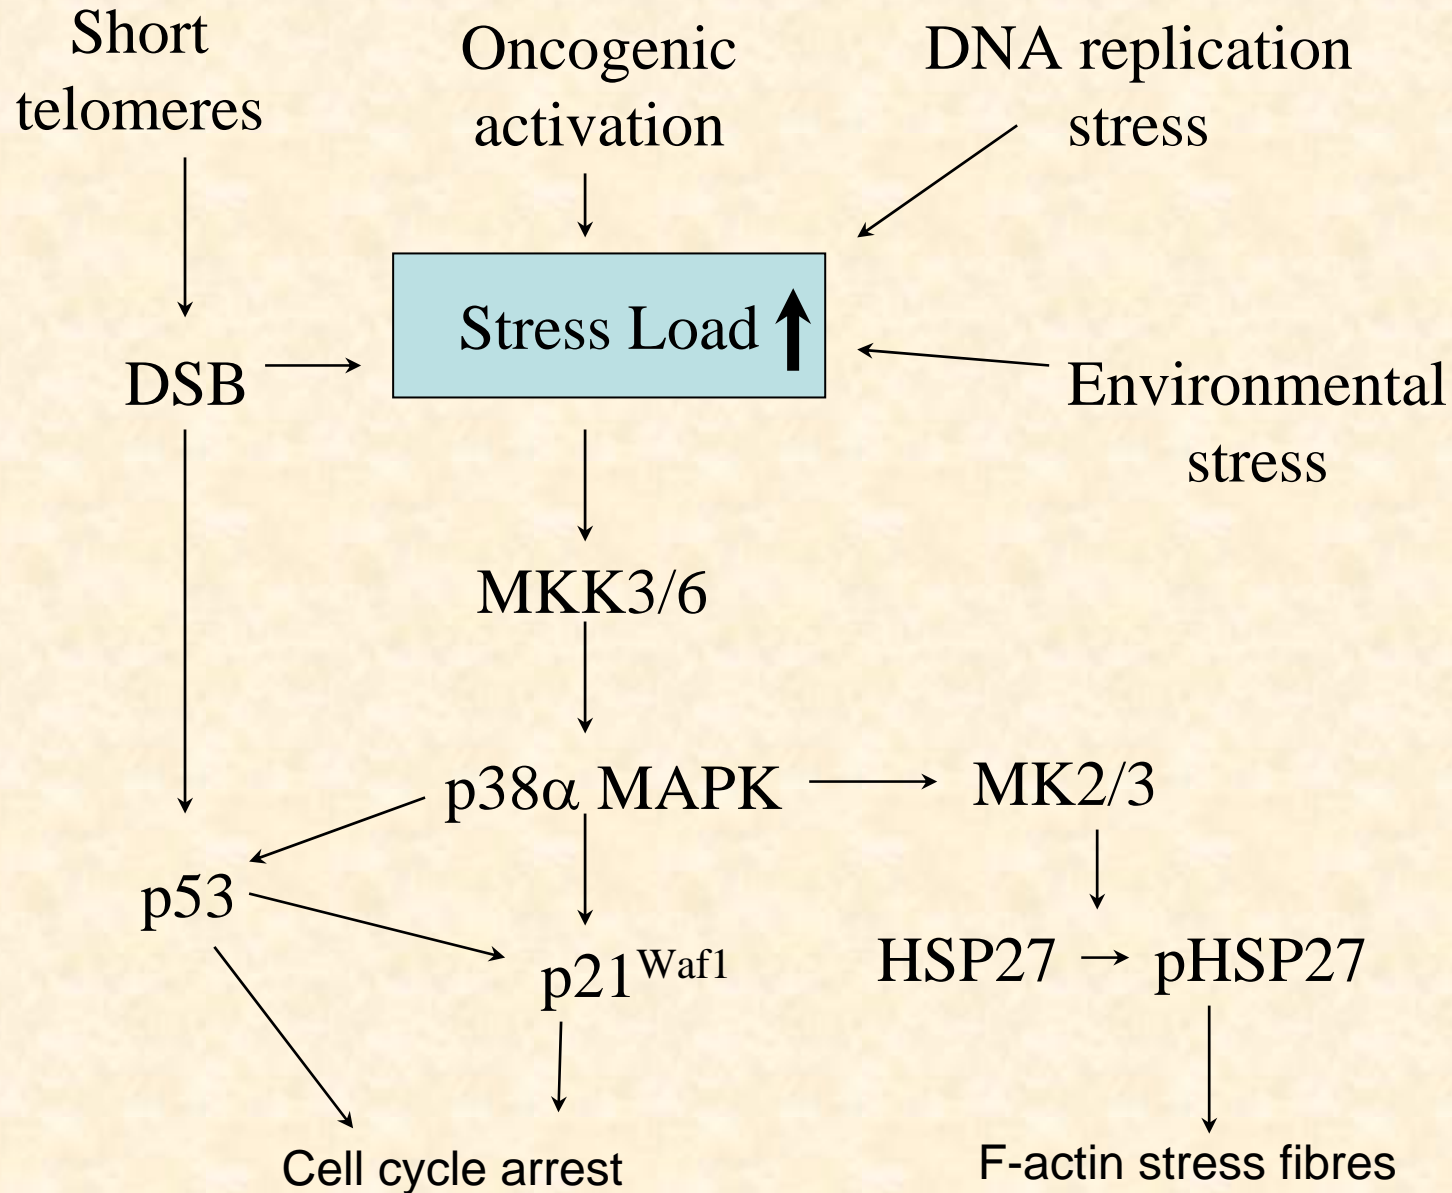 Short
telomeres
Oncogenic
activation
DNA replication
stress
Stress Load
DSB
Environmental
stress
MKK3/6
p38α MAPK
MK2/3
p53
p21Waf1
HSP27
pHSP27
Cell cycle arrest
F-actin stress fibres